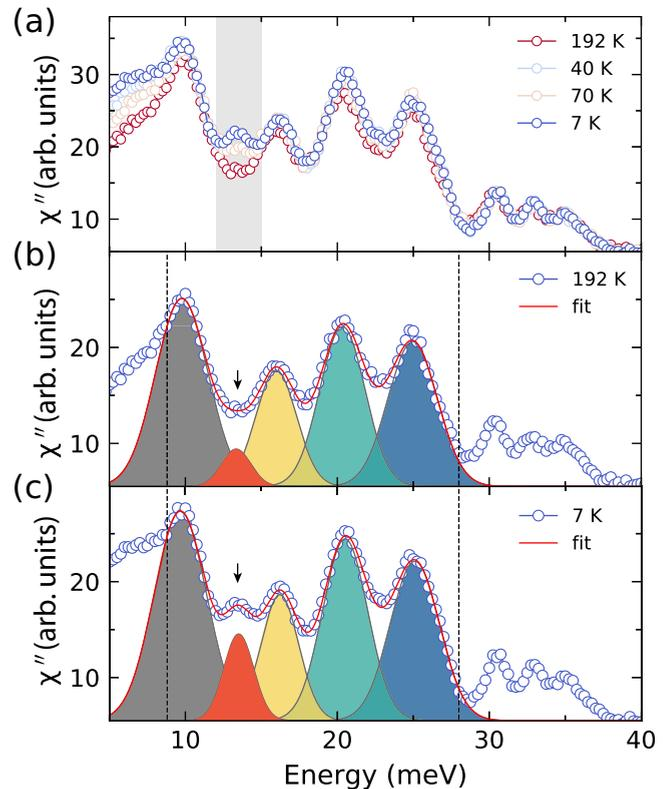 (a)
192 K
40 K
70 K
7 K
30
20
10
χ″(arb. units)
(b)
192 K
fit
20
10
χ″(arb. units)
(c)
7 K
fit
20
10
χ″(arb. units)
10 20 30 40
Energy (meV)